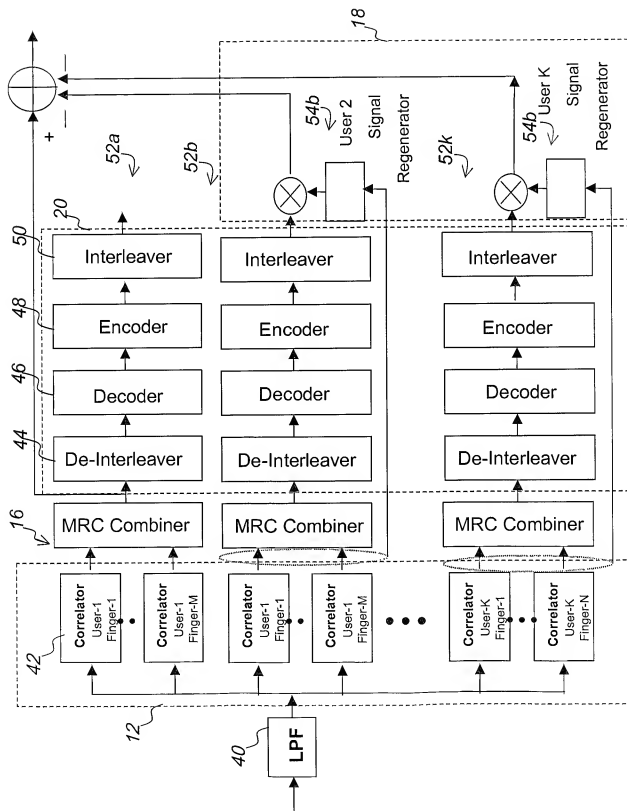 18
+
−
−
52a
52b
54b
User 2
Signal
Regenerator
52k
54b
User K
Signal
Regenerator
20
50
Interleaver
Interleaver
Interleaver
48
Encoder
Encoder
Encoder
46
Decoder
Decoder
Decoder
44
De-Interleaver
De-Interleaver
De-Interleaver
16
MRC Combiner
MRC Combiner
MRC Combiner
42
Correlator
User-1
Finger-1
Correlator
User-1
Finger-M
Correlator
User-1
Finger-1
Correlator
User-1
Finger-M
Correlator
User-K
Finger-1
Correlator
User-K
Finger-N
12
40
LPF